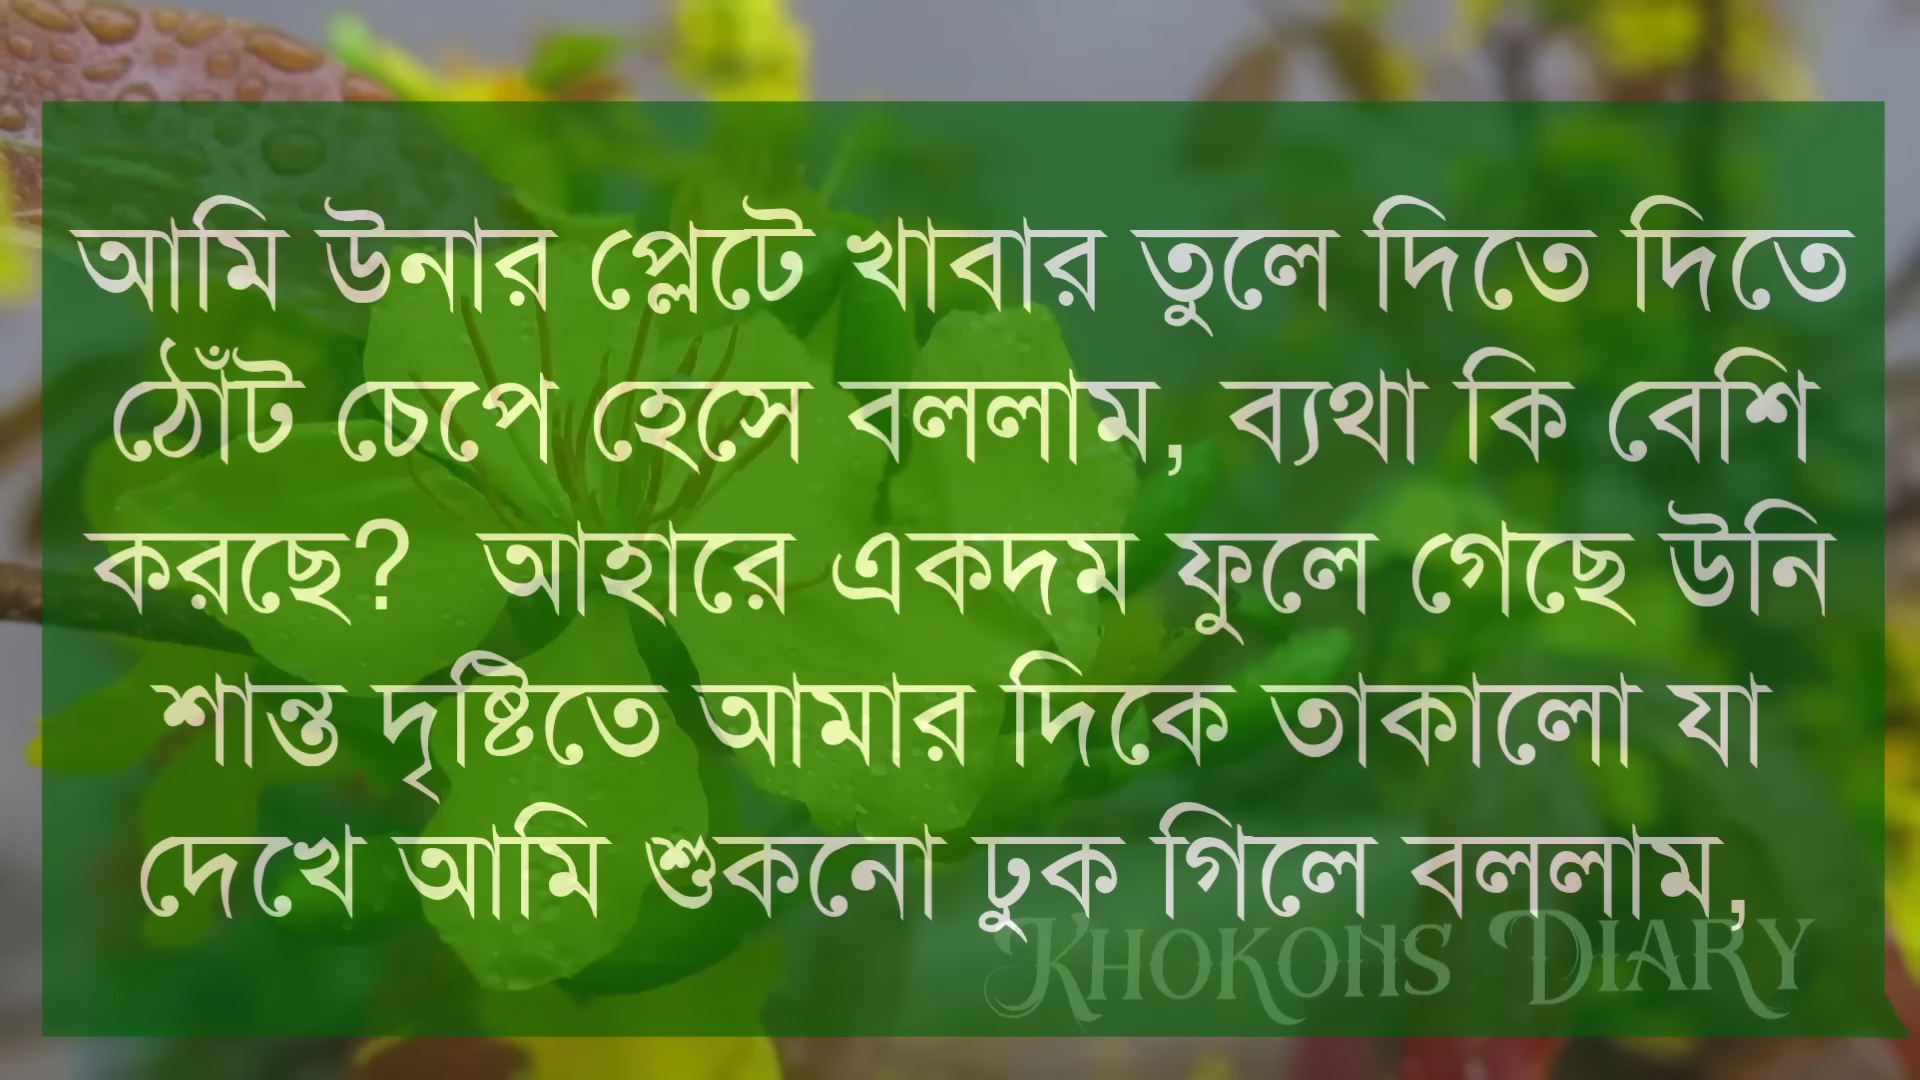 আমি উনার প্লেটে খাবার তুলে দিতে দিতে
ঠোঁট চেপে হেসে বললাম, ব্যথা কি বেশি
করছে?  আহারে একদম ফুলে গেছে উনি
শান্ত দৃষ্টিতে আমার দিকে তাকালো যা
দেখে আমি শুকনো ঢুক গিলে বললাম,
KHOKONS DIARY